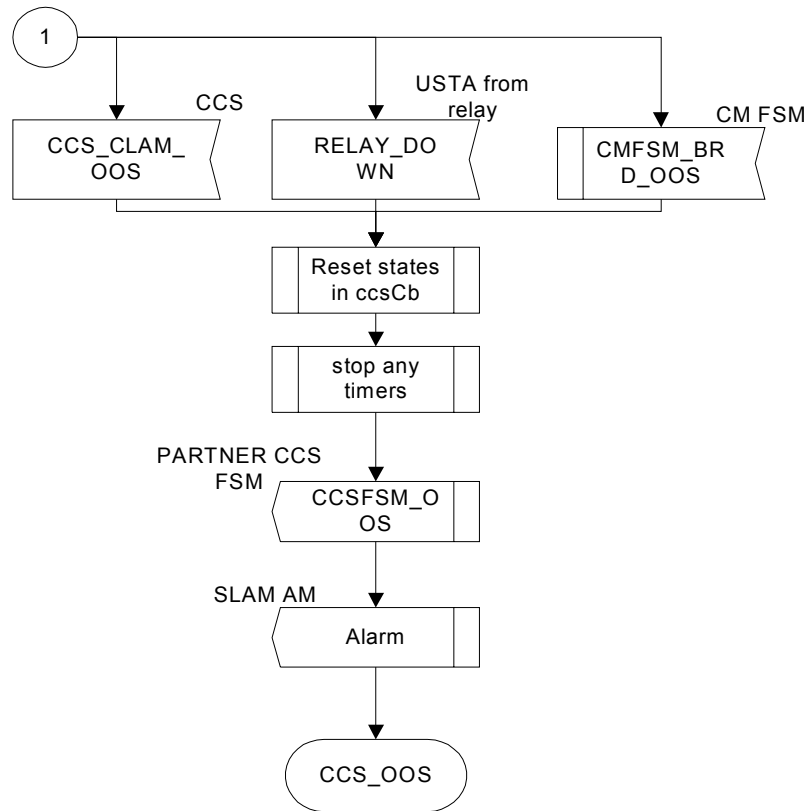 1
CCS
USTA from
relay
CM FSM
CCS_CLAM_
OOS
RELAY_DO
WN
CMFSM_BR
D_OOS
Reset states
in ccsCb
stop any
timers
PARTNER CCS
FSM
CCSFSM_O
OS
SLAM AM
Alarm
CCS_OOS